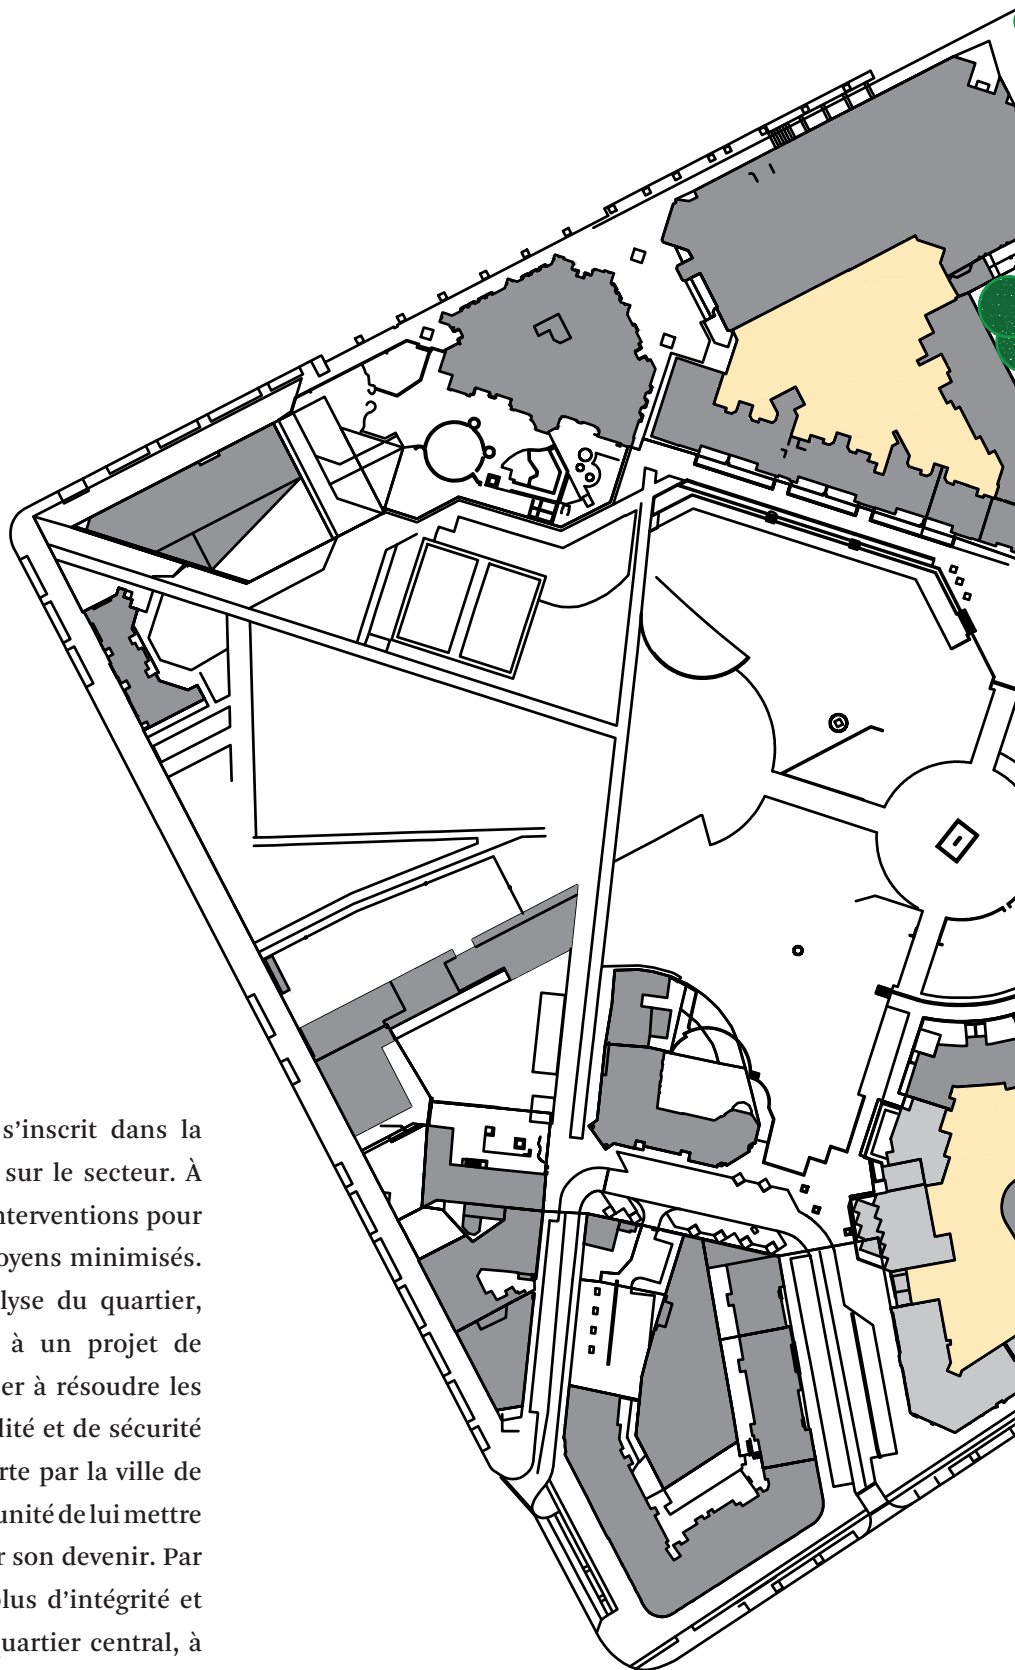 s’inscrit dans la
sur le secteur. À
nterventions pour
oyens minimisés.
lyse du quartier,
à un projet de
er à résoudre les
lité et de sécurité
rte par la ville de
unité de lui mettre
r son devenir. Par
plus d’intégrité et
quartier central, à